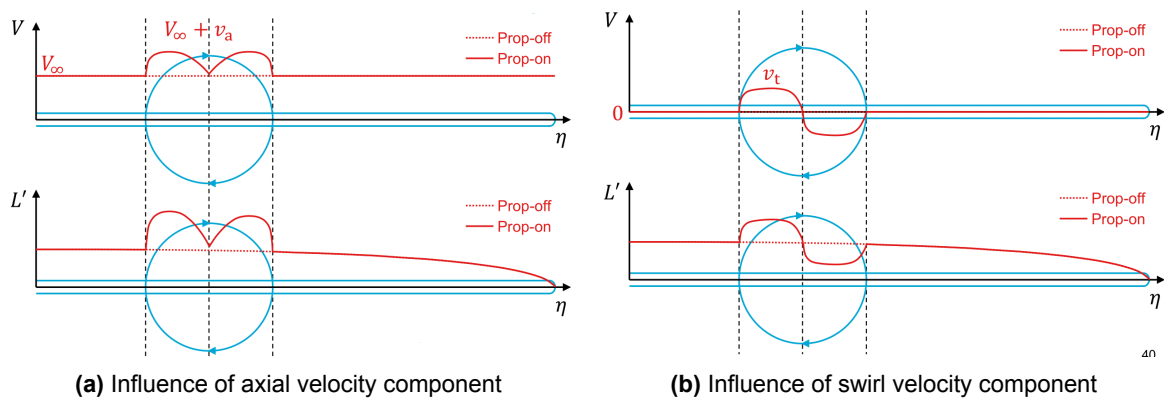 V
V∞ + vₐ
Prop-off
Prop-on
V∞
η
L′
Prop-off
Prop-on
η
(a) Influence of axial velocity component
V
Prop-off
Prop-on
vₜ
0
η
L′
Prop-off
Prop-on
η
40
(b) Influence of swirl velocity component